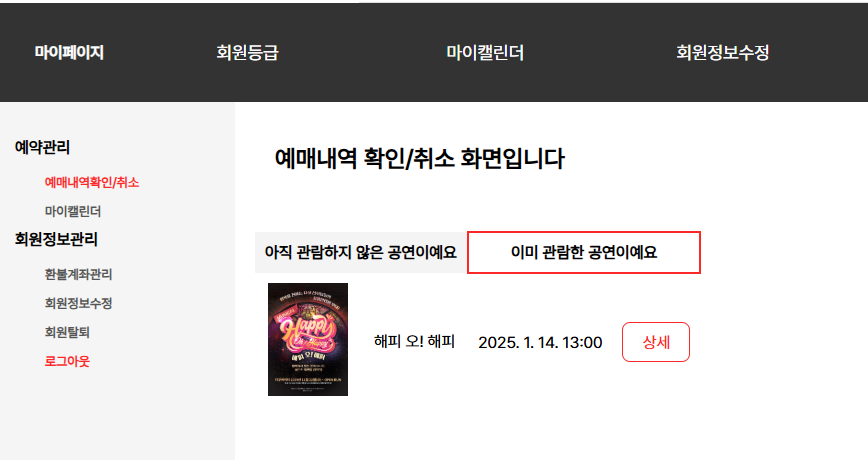 마이페이지
회원등급
마이캘린더
회원정보수정
예약관리
예매내역확인/취소
마이캘린더
회원정보관리
환불계좌관리
회원정보수정
회원탈퇴
로그아웃
예매내역 확인/취소 화면입니다
아직 관람하지 않은 공연이예요
이미 관람한 공연이예요
Happy
해피 오! 해피
해피 오! 해피
2025. 1. 14. 13:00
상세